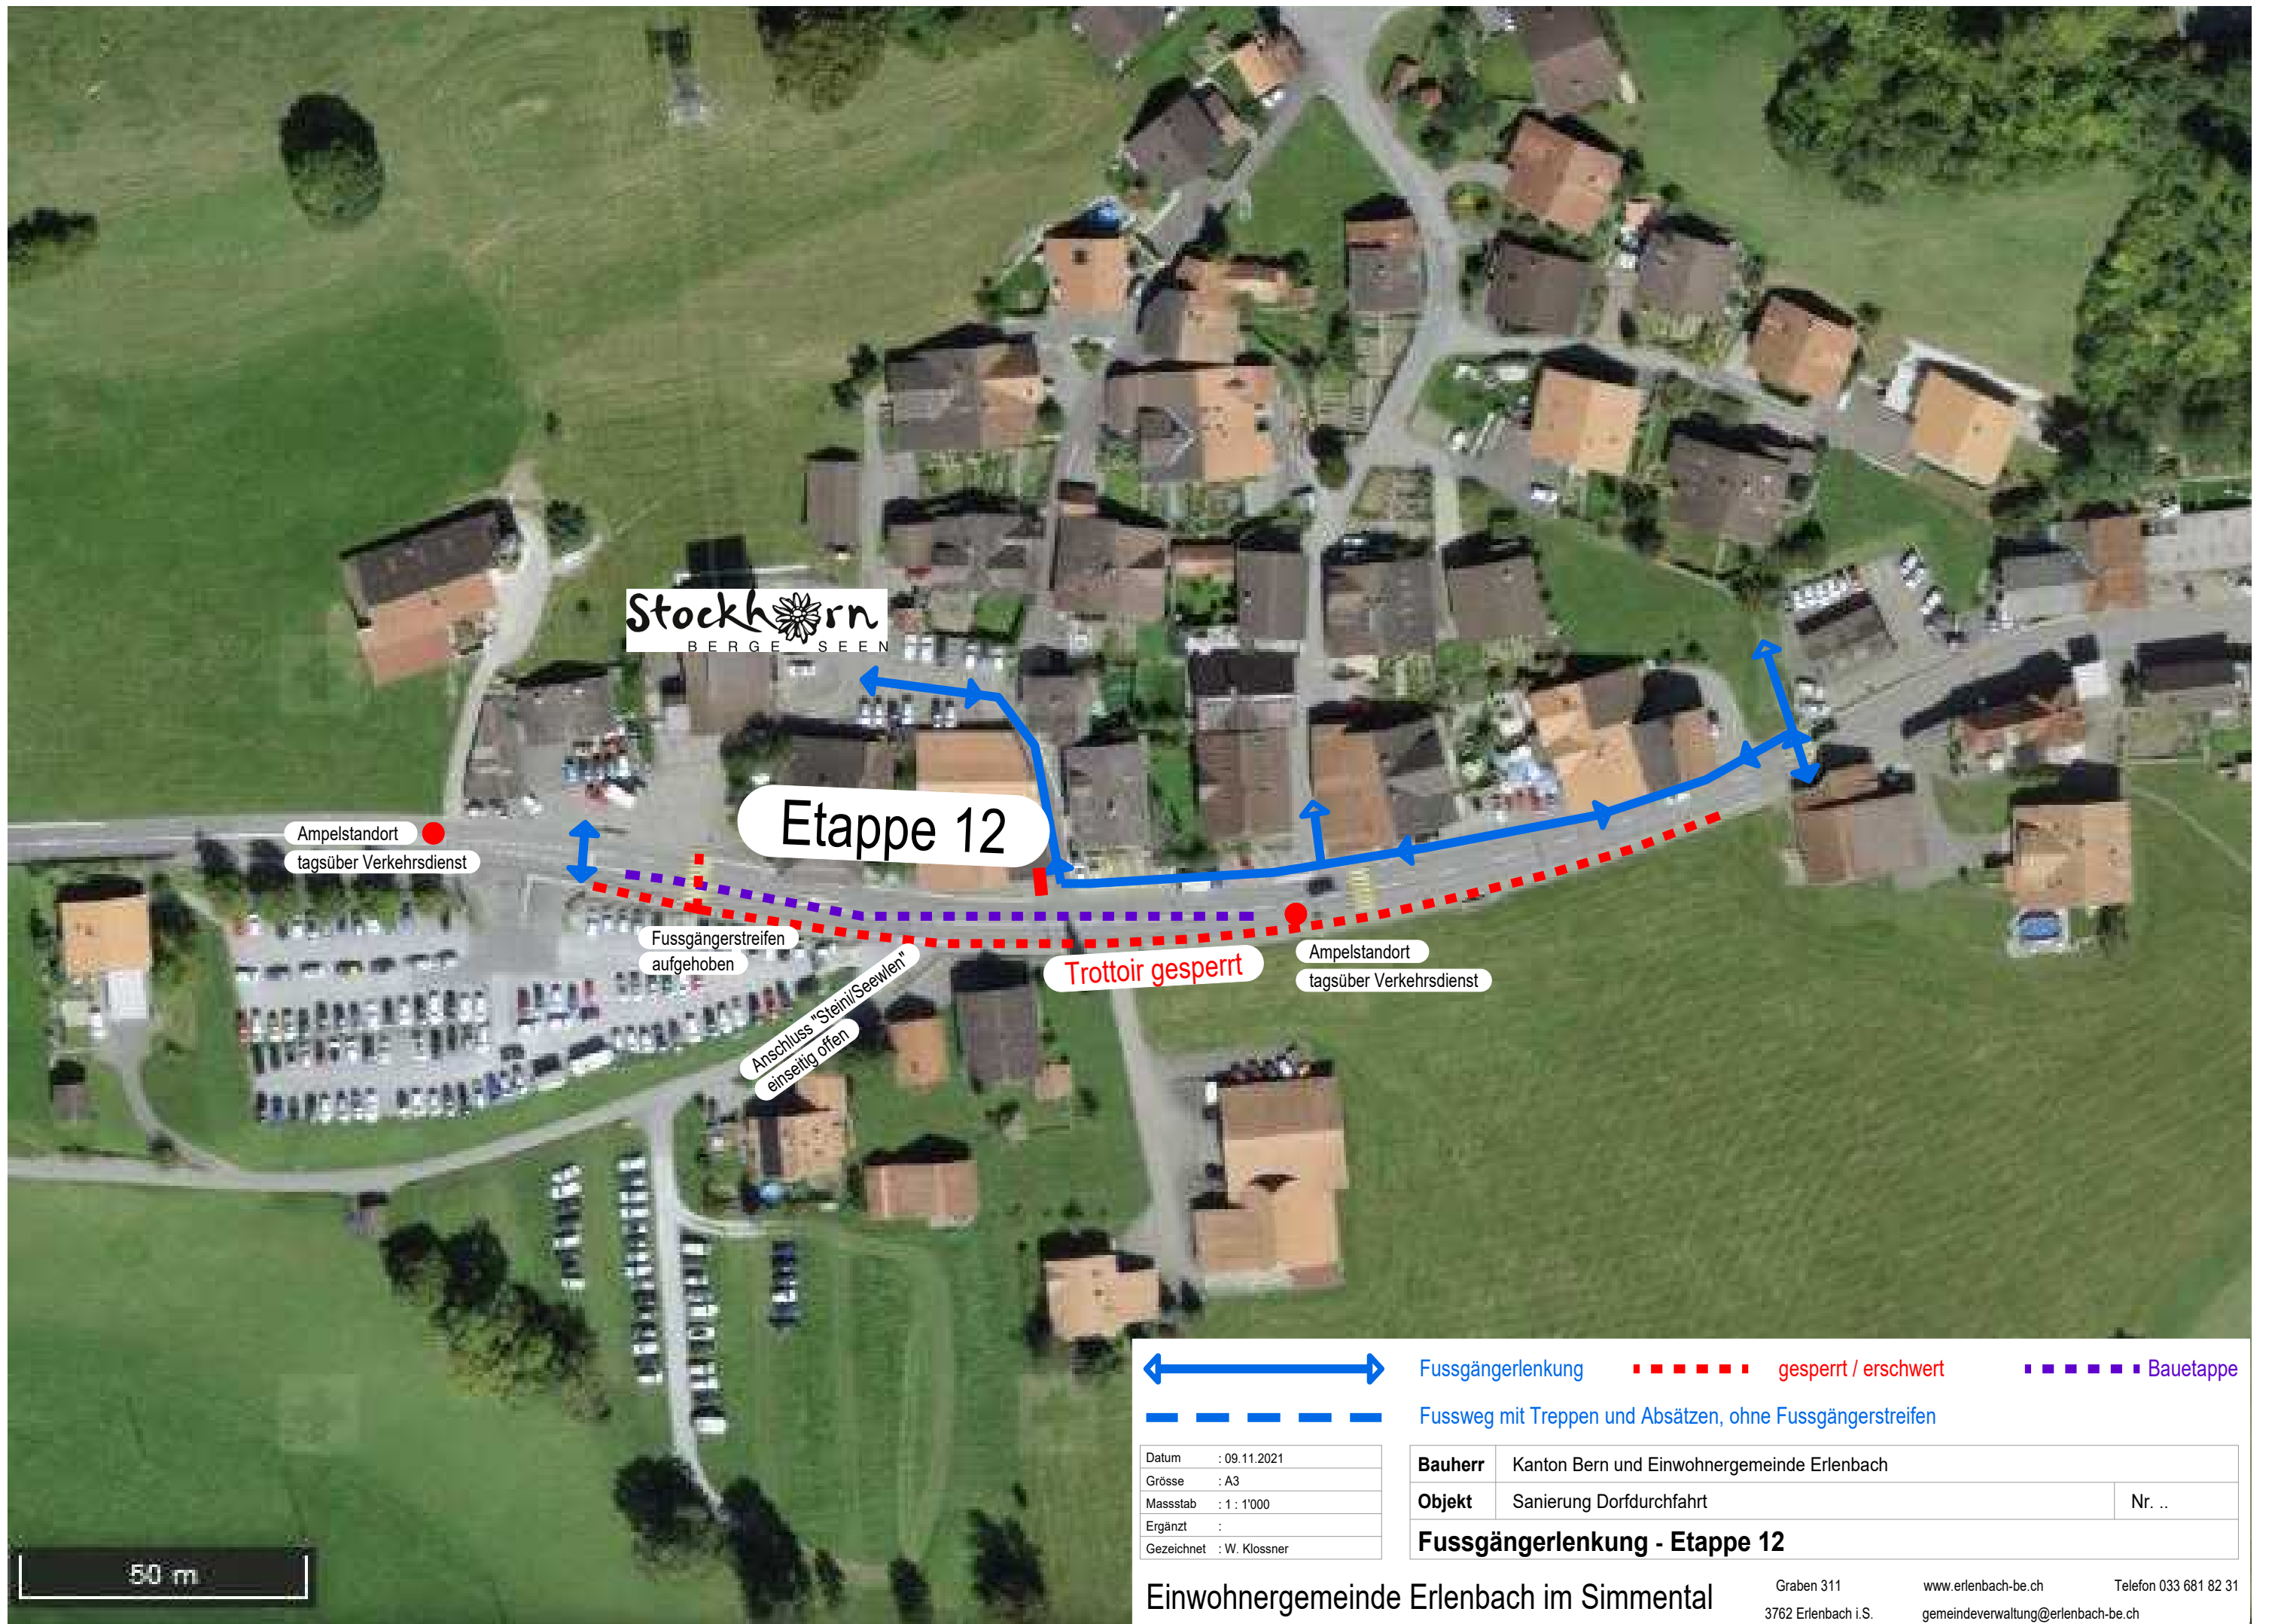 Stockhorn
BERGE SEEN
Etappe 12
Ampelstandort
tagsüber Verkehrsdienst
Fussgängerstreifen
aufgehoben
Anschluss "Steini/Seewlen"
einseitig offen
Trottoir gesperrt
Ampelstandort
tagsüber Verkehrsdienst
Fussgängerlenkung
gesperrt / erschwert
Bauetappe
Fussweg mit Treppen und Absätzen, ohne Fussgängerstreifen
Datum : 09.11.2021
Grösse : A3
Massstab : 1 : 1'000
Ergänzt :
Gezeichnet : W. Klossner
Bauherr Kanton Bern und Einwohnergemeinde Erlenbach
Objekt Sanierung Dorfdurchfahrt Nr. ..
Fussgängerlenkung - Etappe 12
50 m
Einwohnergemeinde Erlenbach im Simmental
Graben 311 www.erlenbach-be.ch Telefon 033 681 82 31
3762 Erlenbach i.S. gemeindeverwaltung@erlenbach-be.ch